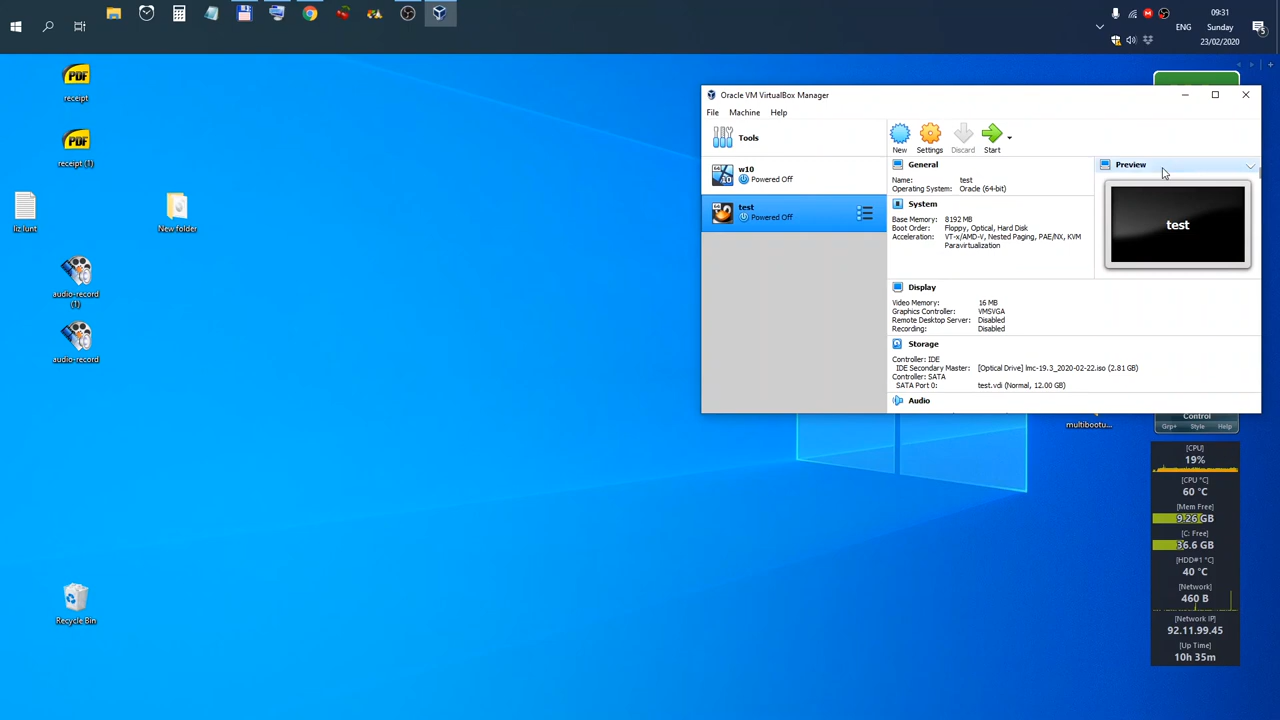 09:31
ENG
Sunday
23/02/2020
5
PDF
receipt
PDF
receipt (1)
liz lunt
New folder
audio-record
(1)
audio-record
Recycle Bin
Oracle VM VirtualBox Manager
File
Machine
Help
Tools
New
Settings
Discard
Start
w10
Powered Off
test
Powered Off
General
Name: test
Operating System: Oracle (64-bit)
System
Base Memory: 8192 MB
Boot Order: Floppy, Optical, Hard Disk
Acceleration: VT-x/AMD-V, Nested Paging, PAE/NX, KVM
Paravirtualization
Preview
test
Display
Video Memory: 16 MB
Graphics Controller: VMSVGA
Remote Desktop Server: Disabled
Recording: Disabled
Storage
Controller: IDE
IDE Secondary Master: [Optical Drive] lmc-19.3_2020-02-22.iso (2.81 GB)
Controller: SATA
SATA Port 0: test.vdi (Normal, 12.00 GB)
Audio
multibootu...
Control
Grp+ Style Help
[CPU]
19%
[CPU °C]
60 °C
[Mem Free]
9.26 GB
[C: Free]
36.6 GB
[HDD#1 °C]
40 °C
[Network]
460 B
[Network IP]
92.11.99.45
[Up Time]
10h 35m